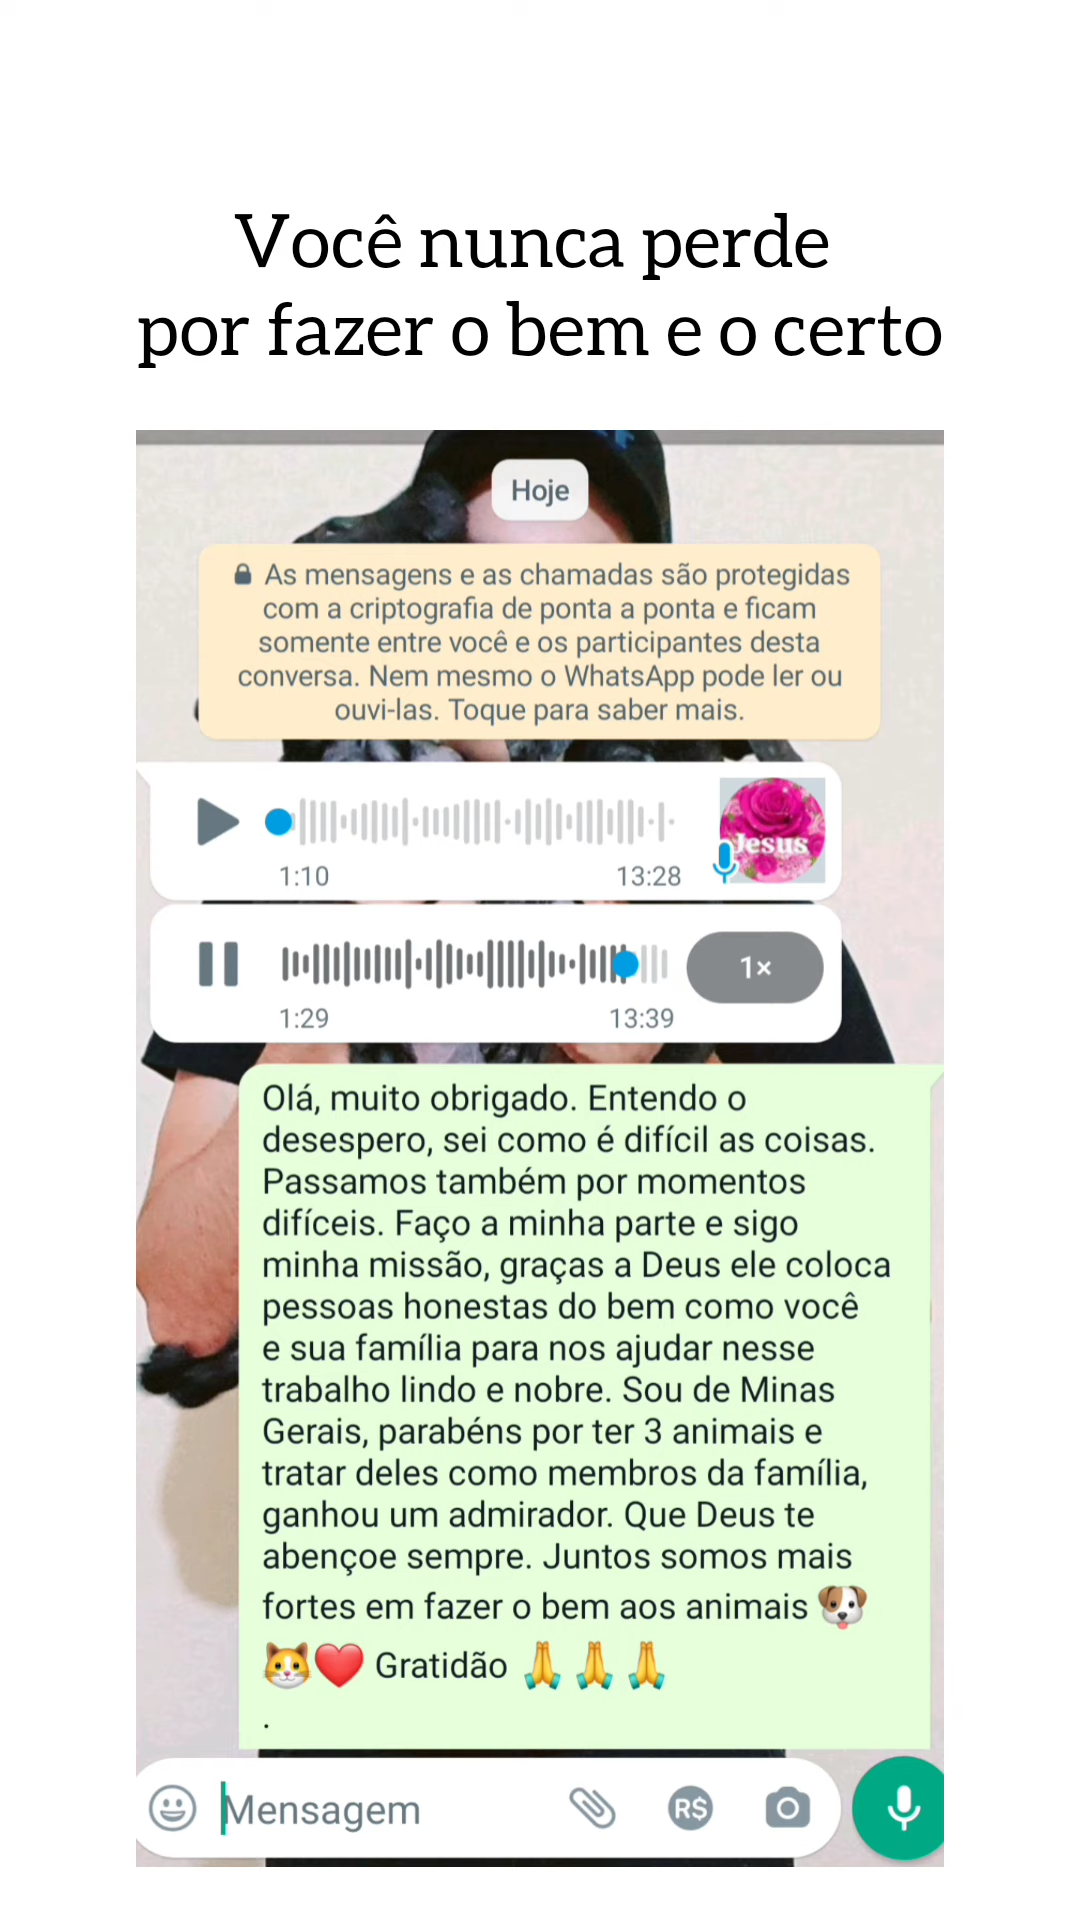 Você nunca perde
por fazer o bem e o certo
Hoje
As mensagens e as chamadas são protegidas
com a criptografia de ponta a ponta e ficam
somente entre você e os participantes desta
conversa. Nem mesmo o WhatsApp pode ler ou
ouvi-las. Toque para saber mais.
Jesus
1:10 13:28
1×
1:29 13:39
Olá, muito obrigado. Entendo o
desespero, sei como é difícil as coisas.
Passamos também por momentos
difíceis. Faço a minha parte e sigo
minha missão, graças a Deus ele coloca
pessoas honestas do bem como você
e sua família para nos ajudar nesse
trabalho lindo e nobre. Sou de Minas
Gerais, parabéns por ter 3 animais e
tratar deles como membros da família,
ganhou um admirador. Que Deus te
abençoe sempre. Juntos somos mais
fortes em fazer o bem aos animais 🐶
🐱❤️ Gratidão 🙏🙏🙏
.
Mensagem R$